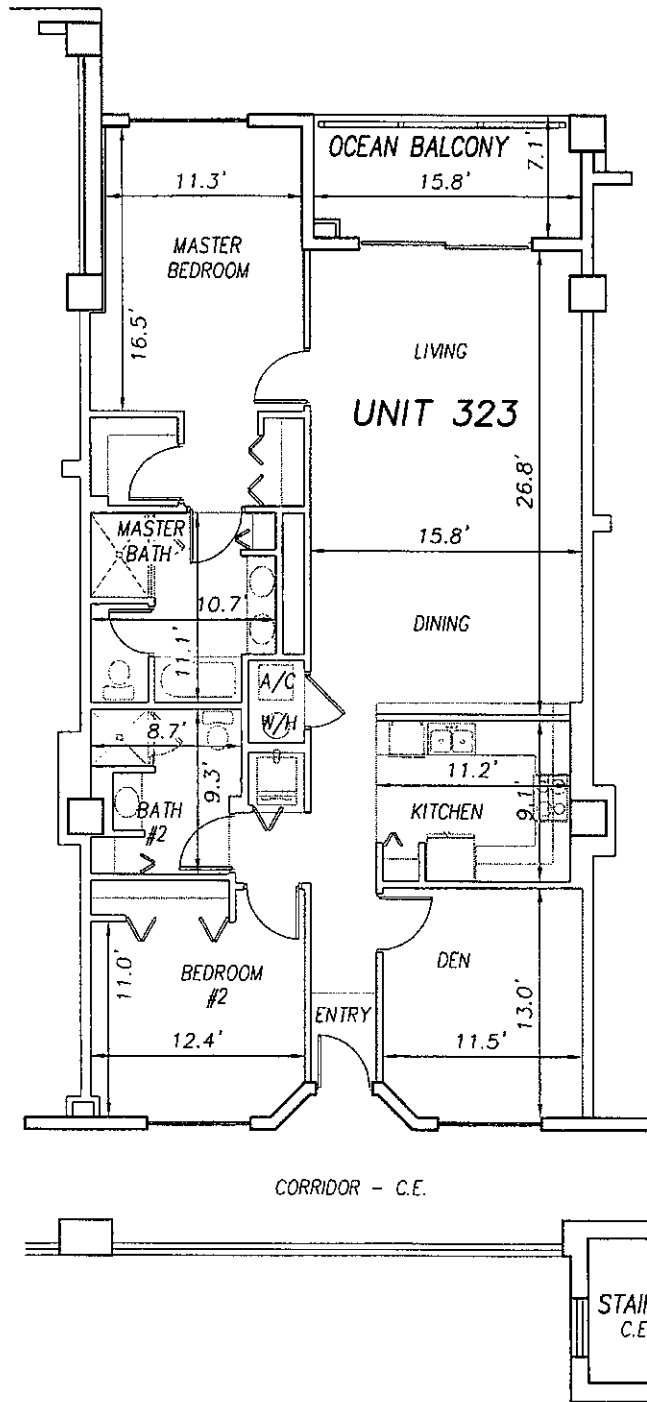 OCEAN BALCONY
7.1'
11.3'
15.8'
MASTER
BEDROOM
16.5'
LIVING
UNIT 323
26.8'
15.8'
MASTER
BATH
10.7'
11.1'
DINING
A/C
W/H
8.7'
9.3'
11.2'
9.1'
BATH
#2
KITCHEN
BEDROOM
#2
11.0'
DEN
13.0'
ENTRY
12.4'
11.5'
CORRIDOR - C.E.
STAI
C.E